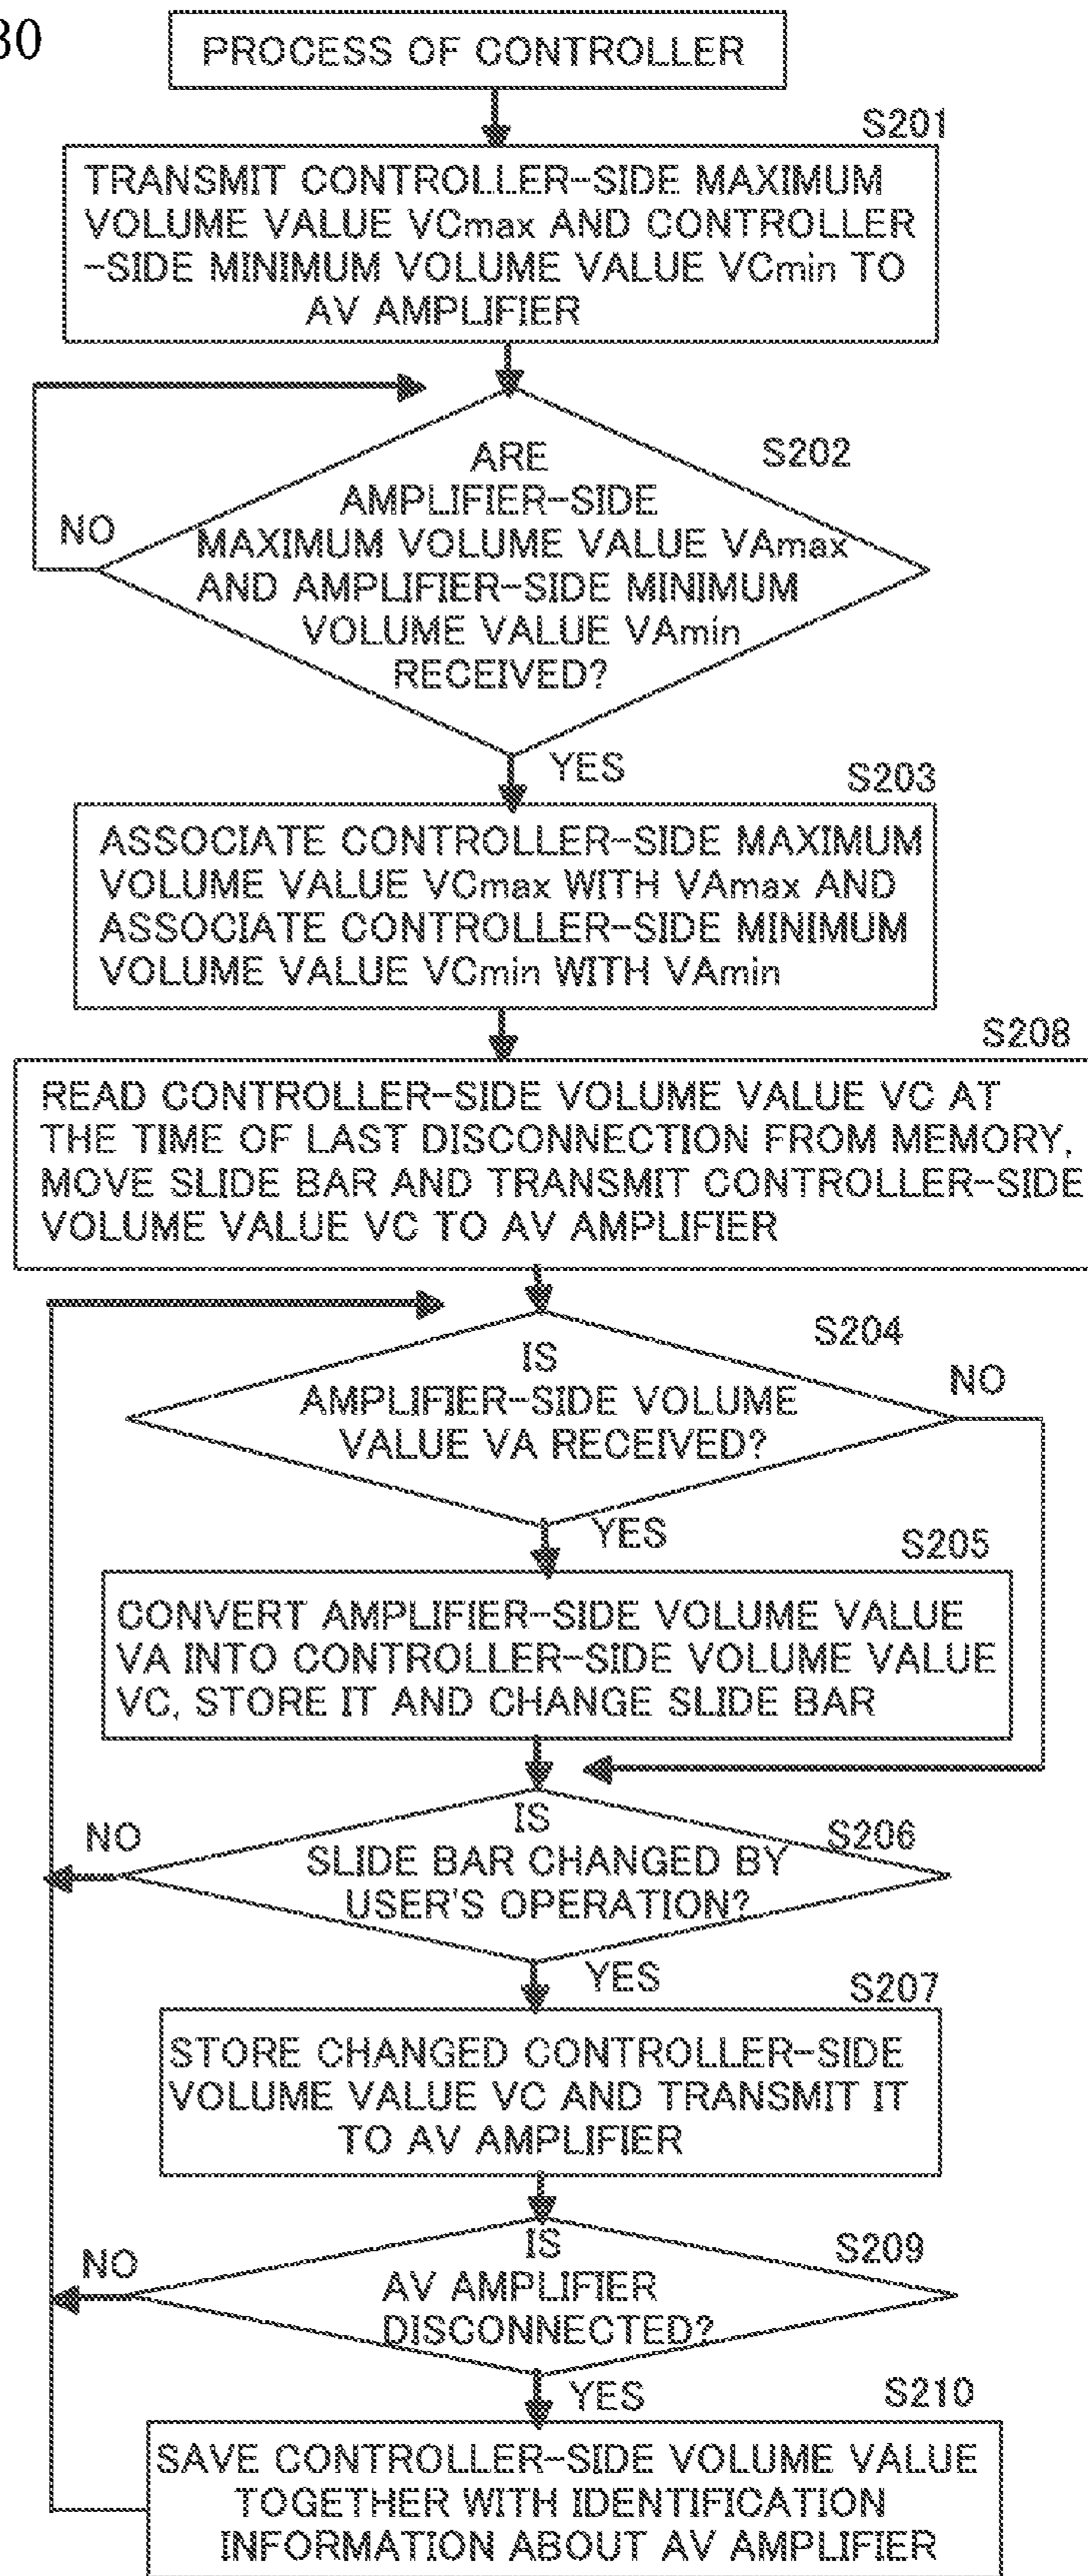 30
PROCESS OF CONTROLLER
S201
TRANSMIT CONTROLLER-SIDE MAXIMUM
VOLUME VALUE VCmax AND CONTROLLER
-SIDE MINIMUM VOLUME VALUE VCmin TO
AV AMPLIFIER
S202
ARE
AMPLIFIER-SIDE
MAXIMUM VOLUME VALUE VAmax
AND AMPLIFIER-SIDE MINIMUM
VOLUME VALUE VAmin
RECEIVED?
NO
YES
S203
ASSOCIATE CONTROLLER-SIDE MAXIMUM
VOLUME VALUE VCmax WITH VAmax AND
ASSOCIATE CONTROLLER-SIDE MINIMUM
VOLUME VALUE VCmin WITH VAmin
S208
READ CONTROLLER-SIDE VOLUME VALUE VC AT
THE TIME OF LAST DISCONNECTION FROM MEMORY,
MOVE SLIDE BAR AND TRANSMIT CONTROLLER-SIDE
VOLUME VALUE VC TO AV AMPLIFIER
S204
IS
AMPLIFIER-SIDE VOLUME
VALUE VA RECEIVED?
NO
YES
S205
CONVERT AMPLIFIER-SIDE VOLUME VALUE
VA INTO CONTROLLER-SIDE VOLUME VALUE
VC, STORE IT AND CHANGE SLIDE BAR
S206
IS
SLIDE BAR CHANGED BY
USER'S OPERATION?
NO
YES
S207
STORE CHANGED CONTROLLER-SIDE
VOLUME VALUE VC AND TRANSMIT IT
TO AV AMPLIFIER
S209
IS
AV AMPLIFIER
DISCONNECTED?
NO
YES
S210
SAVE CONTROLLER-SIDE VOLUME VALUE
TOGETHER WITH IDENTIFICATION
INFORMATION ABOUT AV AMPLIFIER